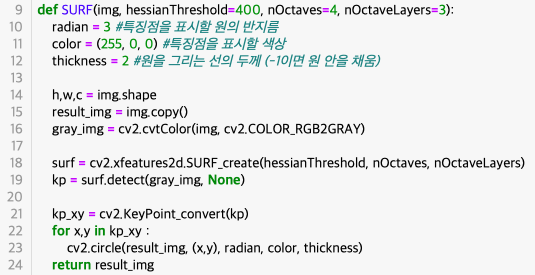 9 def SURF(img, hessianThreshold=400, nOctaves=4, nOctaveLayers=3):
10 radian = 3 #특징점을 표시할 원의 반지름
11 color = (255, 0, 0) #특징점을 표시할 색상
12 thickness = 2 #원을 그리는 선의 두께 (-1이면 원 안을 채움)
13
14 h,w,c = img.shape
15 result_img = img.copy()
16 gray_img = cv2.cvtColor(img, cv2.COLOR_RGB2GRAY)
17
18 surf = cv2.xfeatures2d.SURF_create(hessianThreshold, nOctaves, nOctaveLayers)
19 kp = surf.detect(gray_img, None)
20
21 kp_xy = cv2.KeyPoint_convert(kp)
22 for x,y in kp_xy :
23 cv2.circle(result_img, (x,y), radian, color, thickness)
24 return result_img